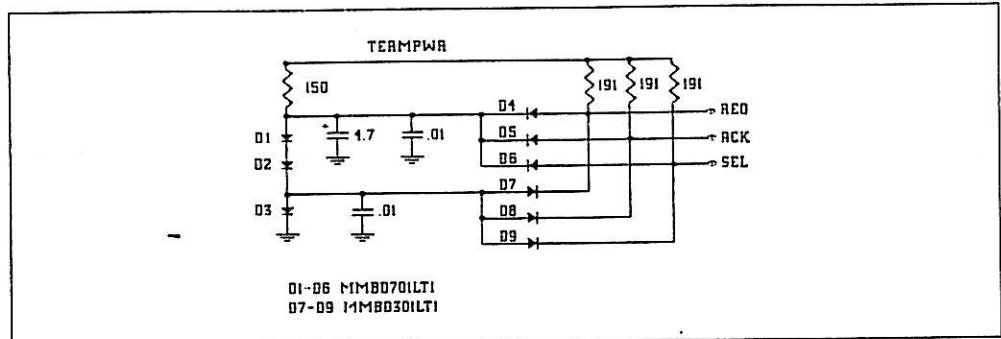 TERMPWR
150
191
191
191
D4
REQ
D1
4.7
.01
D5
ACK
D2
D6
SEL
D7
D3
.01
D8
D9
D1-D6 MMBD701LT1
D7-D9 MMBD301LT1